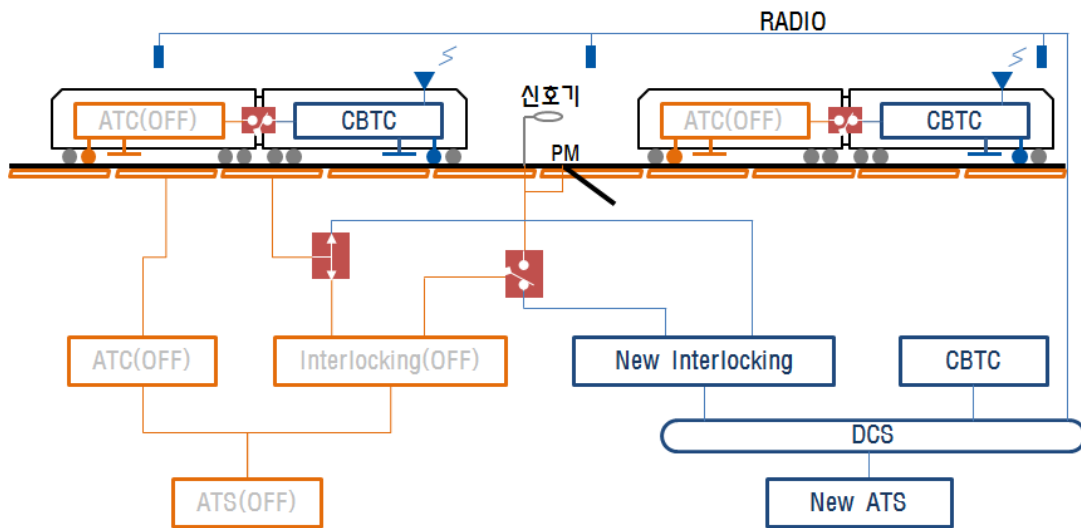 RADIO
ATC(OFF)
CBTC
신호기
ATC(OFF)
CBTC
PM
ATC(OFF)
Interlocking(OFF)
New Interlocking
CBTC
DCS
ATS(OFF)
New ATS